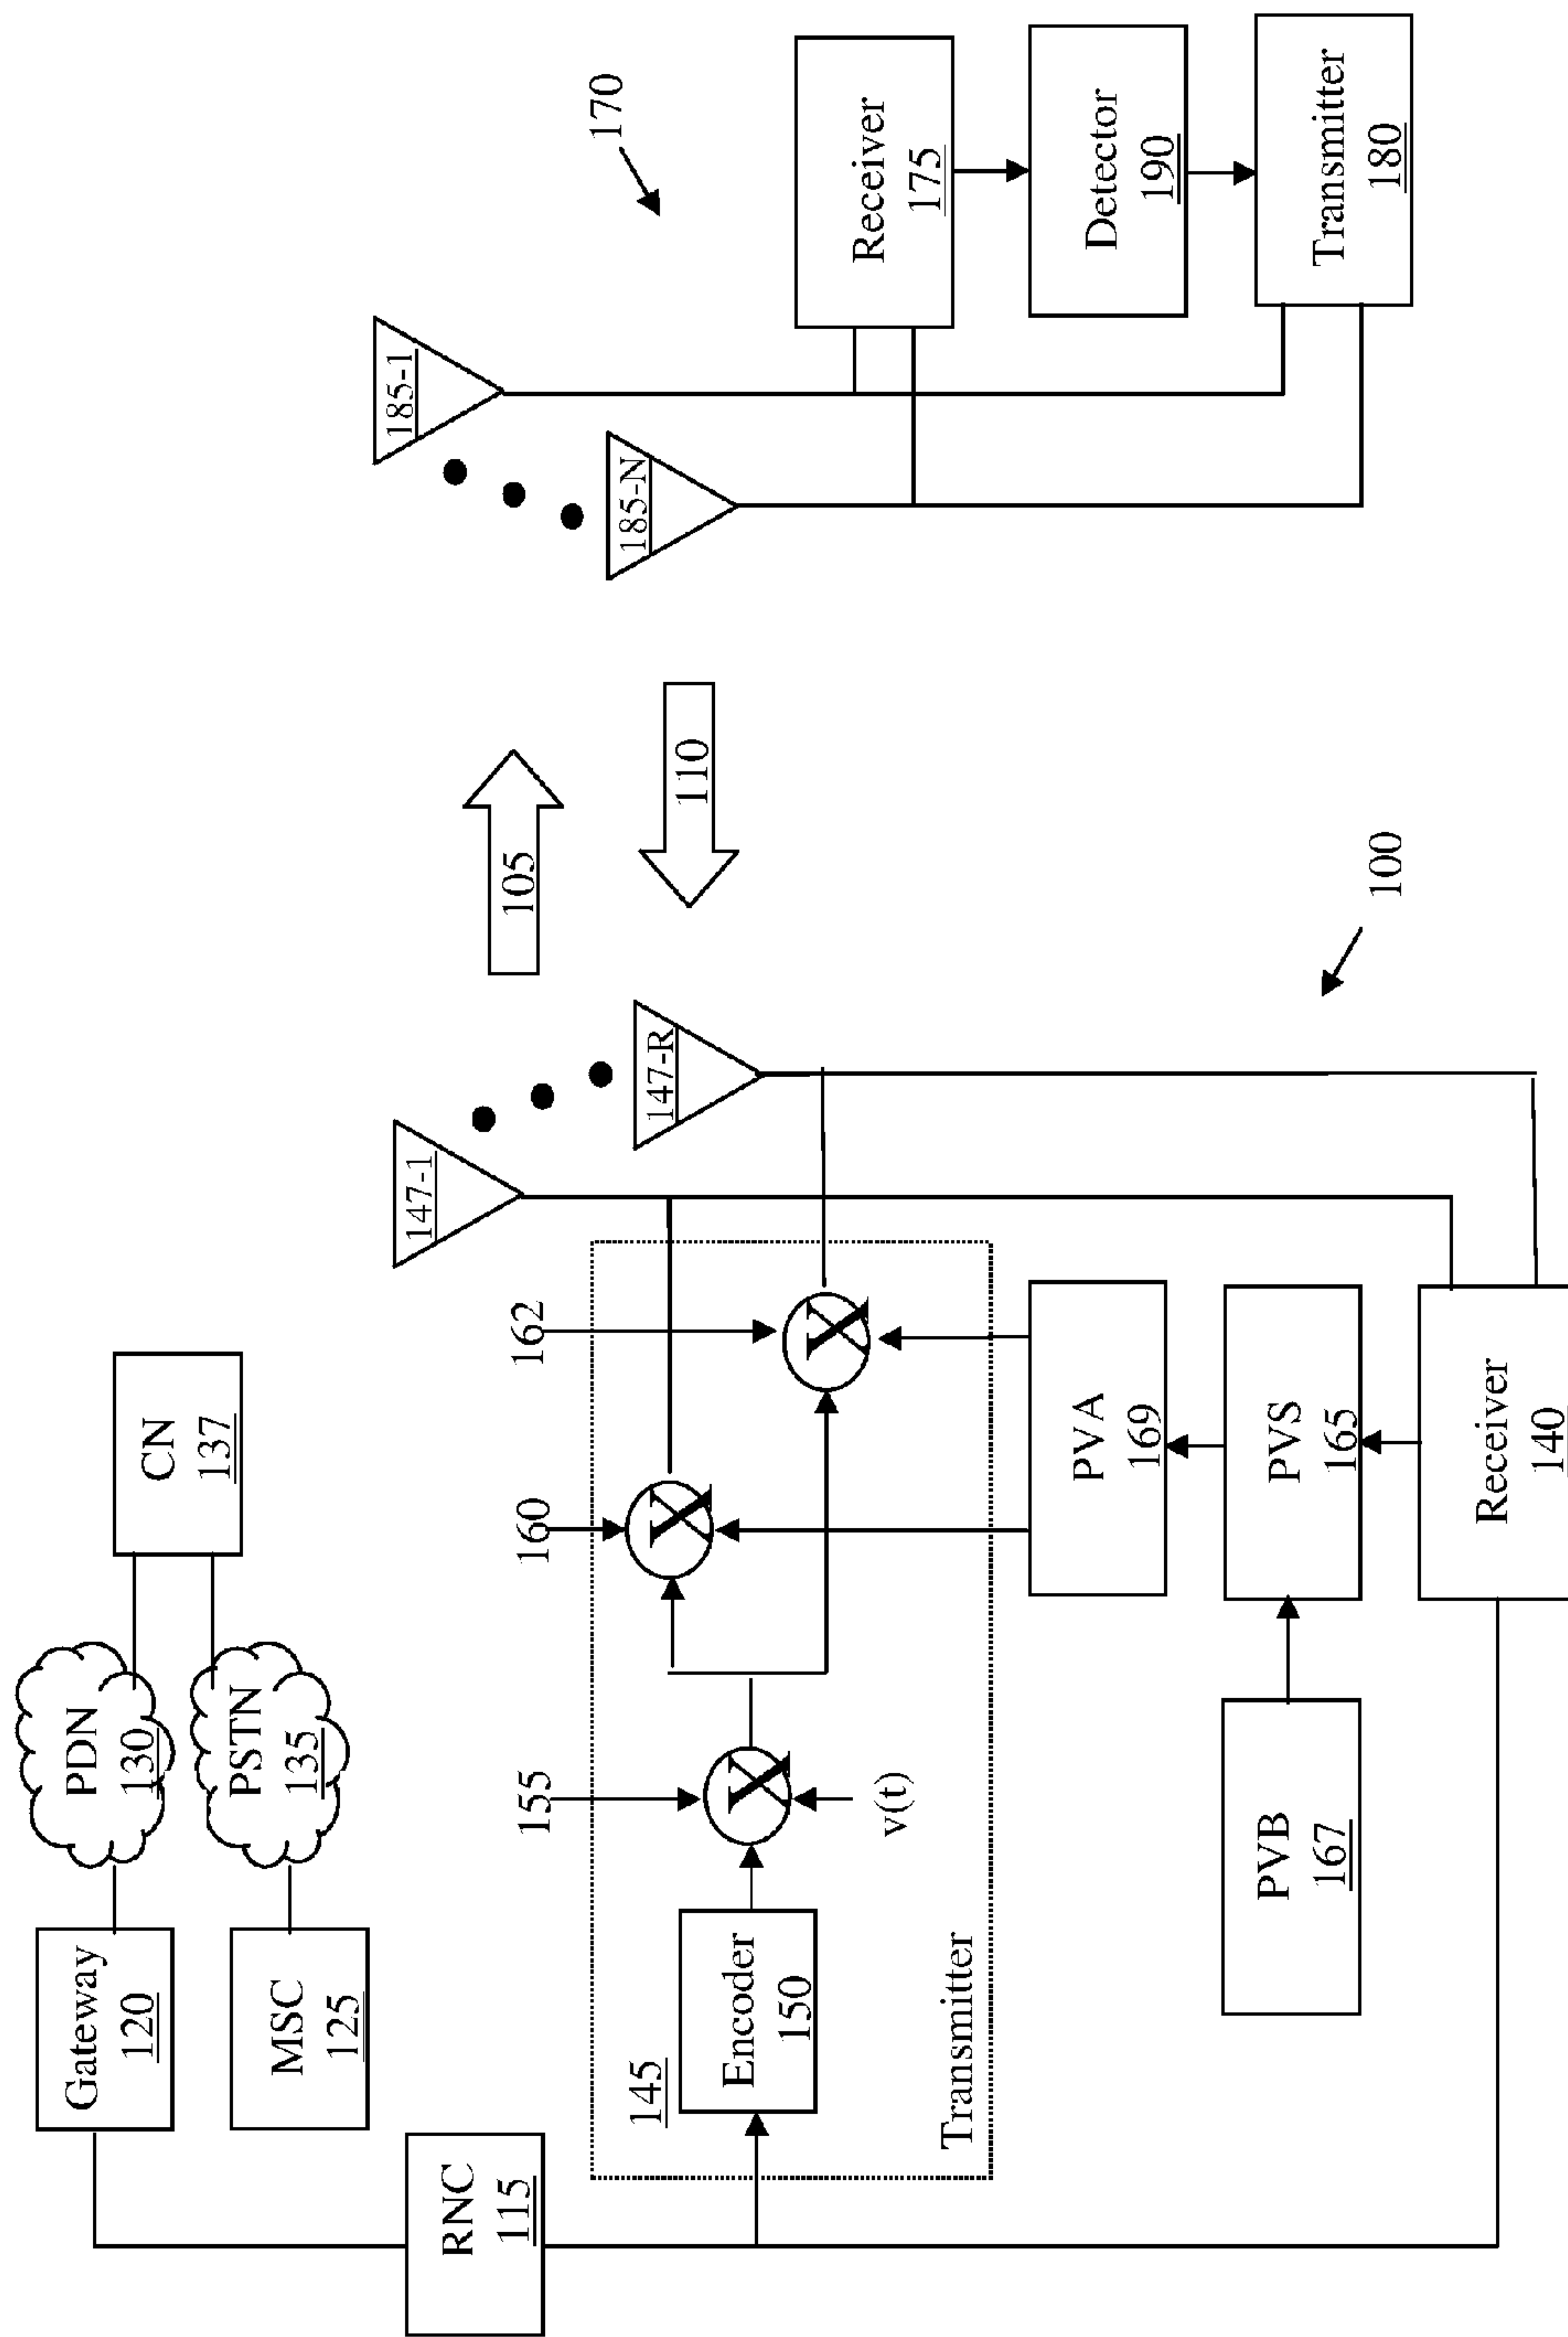 Gateway
120
PDN
130
CN
137
MSC
125
PSTN
135
RNC
115
147-1
147-R
105
110
185-1
185-N
170
145
Encoder
150
155
v(t)
160
162
Transmitter
Receiver
175
Detector
190
Transmitter
180
PVA
169
PVB
167
PVS
165
Receiver
140
100